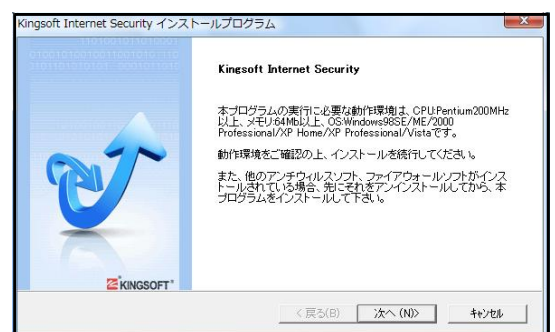 Kingsoft Internet Security インストールプログラム
Kingsoft Internet Security
本プログラムの実行に必要な動作環境は、CPU:Pentium200MHz
以上、メモリ:64Mb以上、OS:Windows98SE/ME/2000
Professional/XP Home/XP Professional/Vistaです。
動作環境をご確認の上、インストールを続行してください。
また、他のアンチウィルスソフト、ファイアウォールソフトがインス
トールされている場合、先にそれをアンインストールしてから、本
プログラムをインストールして下さい。
KINGSOFT
< 戻る(B)
次へ (N)>
キャンセル